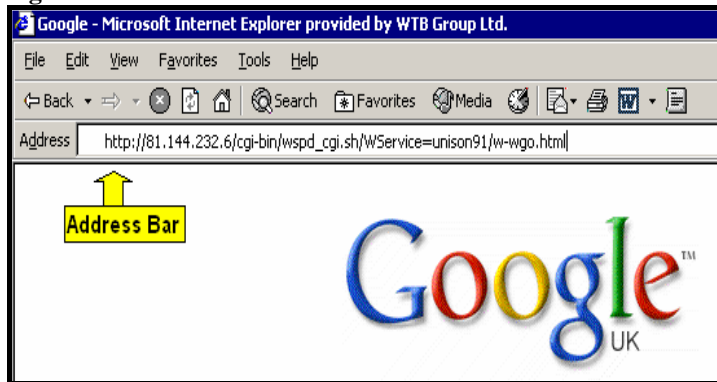 Google - Microsoft Internet Explorer provided by WTB Group Ltd.
File Edit View Favorites Tools Help
Back Search Favorites Media W
Address http://81.144.232.6/cgi-bin/wspd_cgi.sh/WService=unison91/w-wgo.html
Address Bar
Google TM
UK